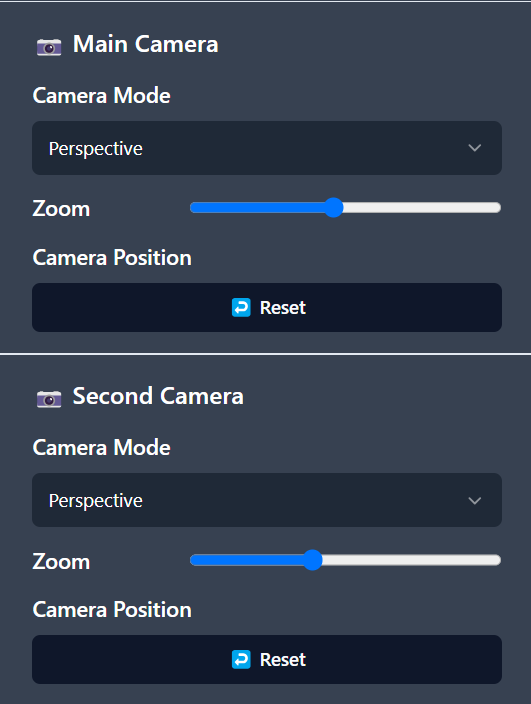 Main Camera
Camera Mode
Perspective
Zoom
Camera Position
Reset
Second Camera
Camera Mode
Perspective
Zoom
Camera Position
Reset